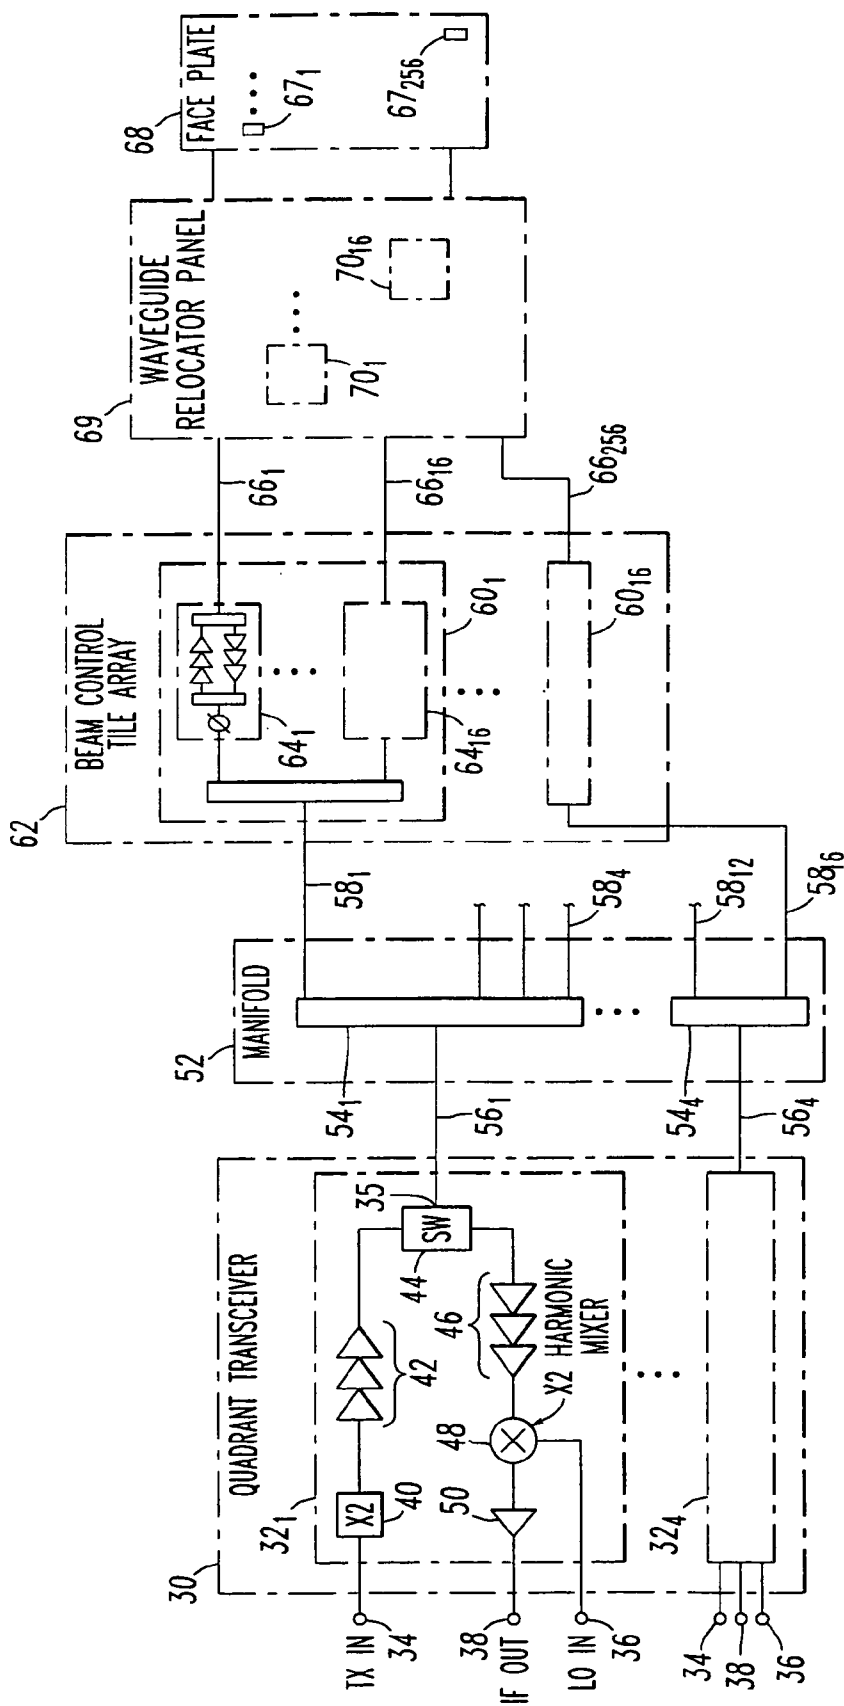 30
QUADRANT TRANSCEIVER
32₁
TX IN
34
X2
40
42
SW
35
44
46
X2 HARMONIC
MIXER
48
50
38
IF OUT
36
LO IN
32₄
34
38
36
52
MANIFOLD
54₁
56₁
54₄
56₄
58₁
58₄
58₁₂
58₁₆
62
BEAM CONTROL
TILE ARRAY
64₁
64₁₆
60₁
60₁₆
66₁
66₁₆
66₂₅₆
69
WAVEGUIDE
RELOCATOR PANEL
70₁
70₁₆
68
FACE PLATE
67₁
67₂₅₆